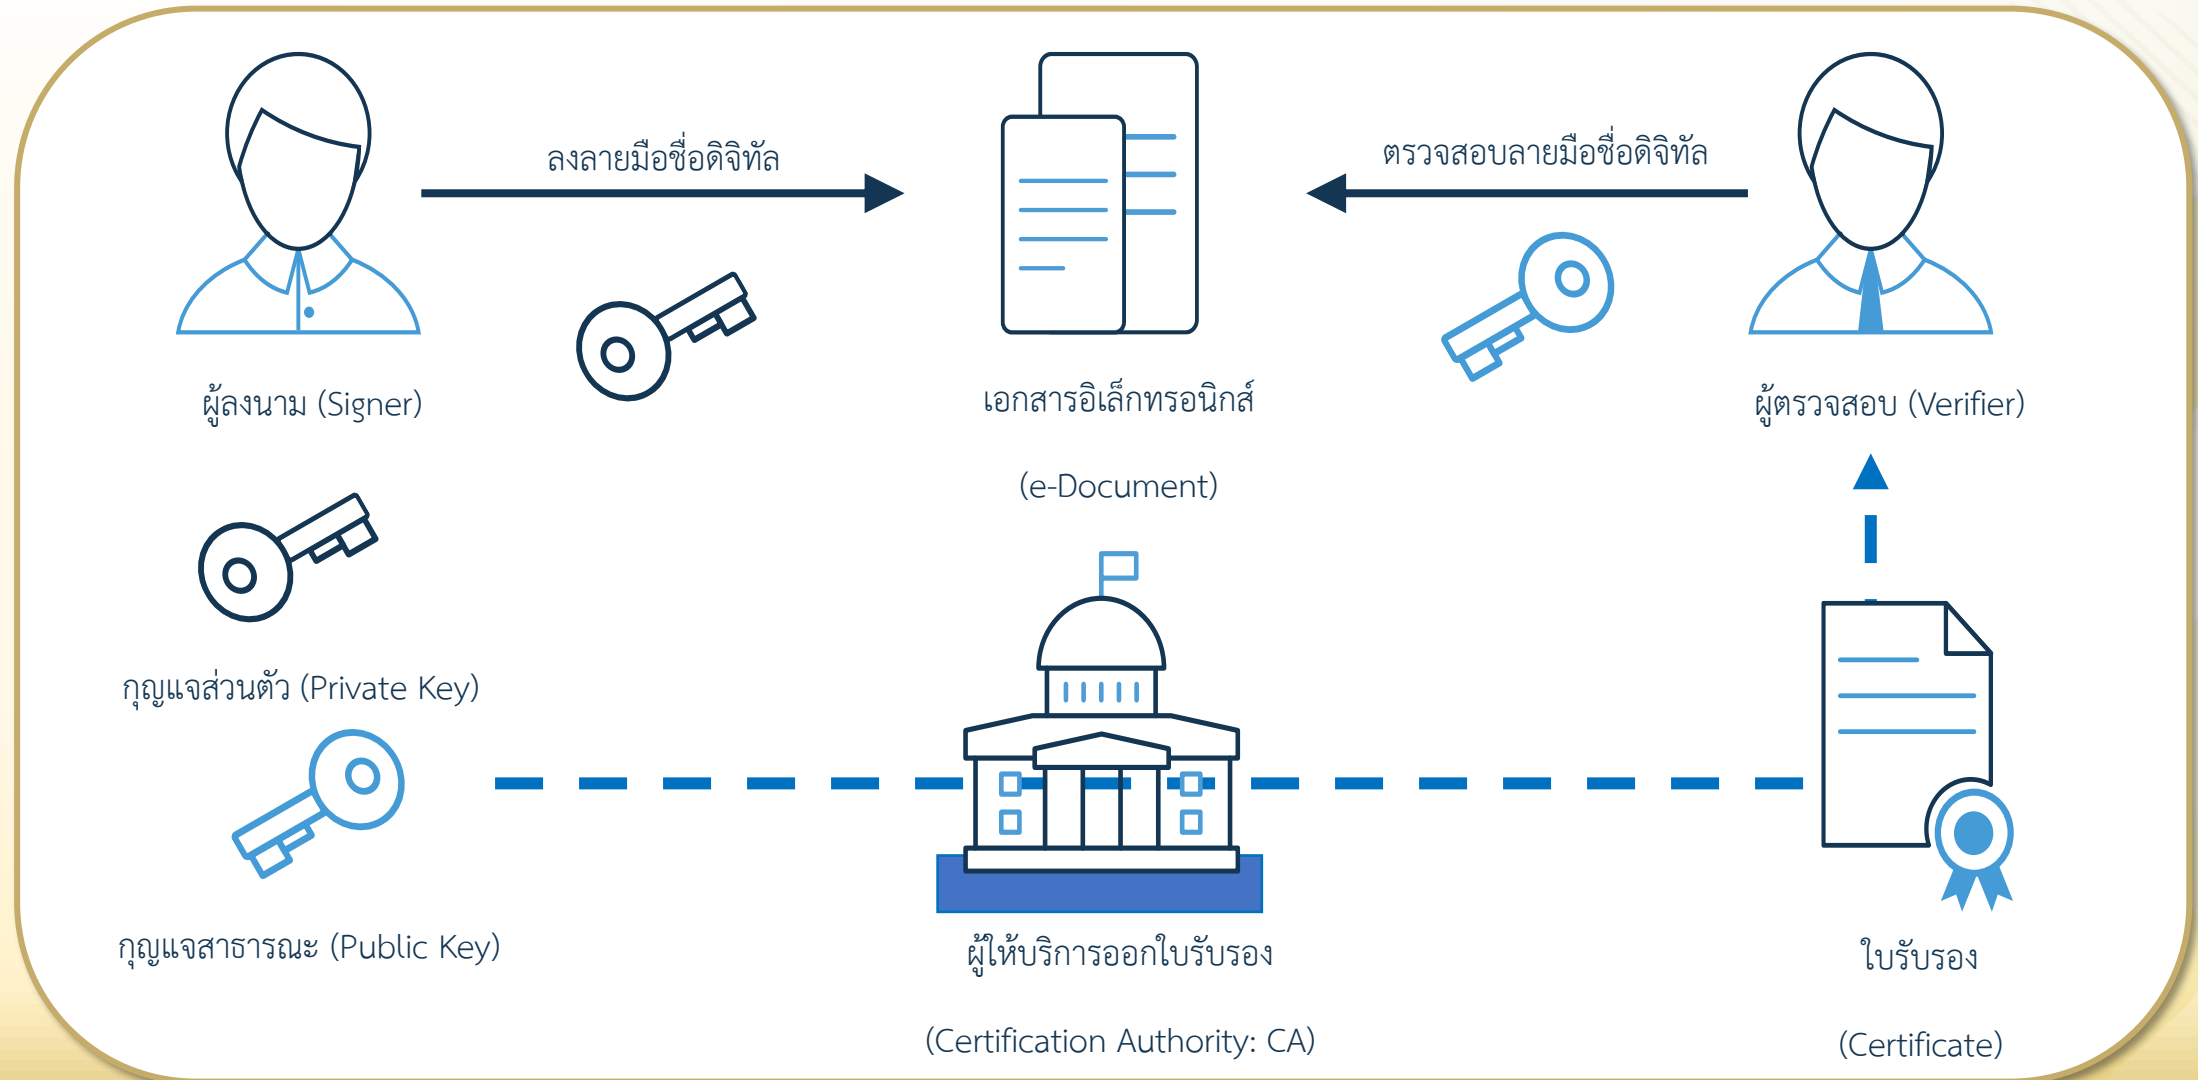 ลงลายมือชื่อดิจิทัล
ตรวจสอบลายมือชื่อดิจิทัล
ผู้ลงนาม (Signer)
เอกสารอิเล็กทรอนิกส์
(e-Document)
ผู้ตรวจสอบ (Verifier)
กุญแจส่วนตัว (Private Key)
กุญแจสาธารณะ (Public Key)
ผู้ให้บริการออกใบรับรอง
(Certification Authority: CA)
ใบรับรอง
(Certificate)